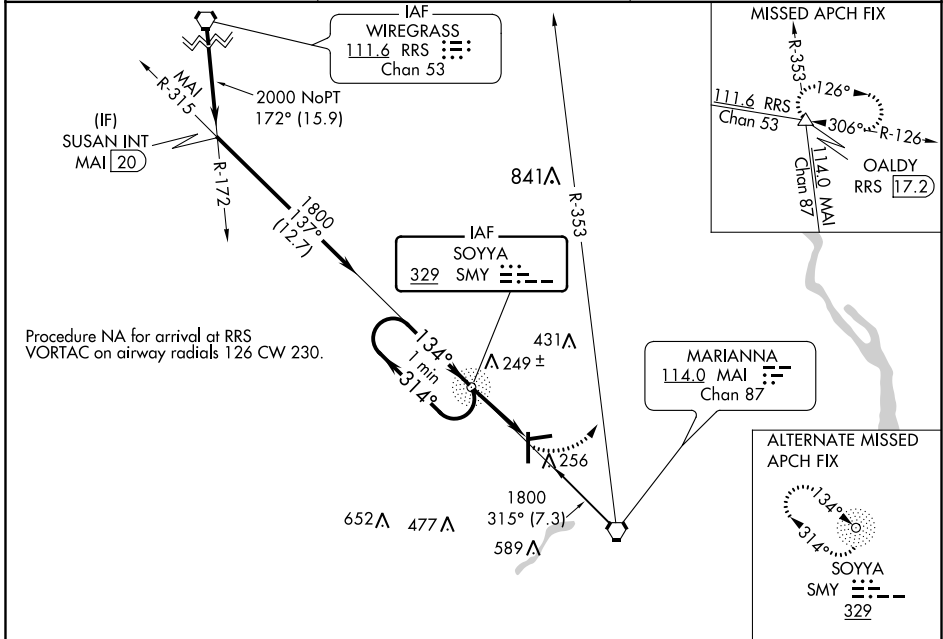 IAF
WIREGRASS
111.6 RRS
Chan 53
MAI
R-315
2000 NoPT
172° (15.9)
(IF)
SUSAN INT
MAI 20
R-172
1800
137°
(12.7)
841
R-353
IAF
SOYYA
329 SMY
Procedure NA for arrival at RRS
VORTAC on airway radials 126 CW 230.
134°
1 min
314°
431
249 ±
MARIANNA
114.0 MAI
Chan 87
256
1800
315° (7.3)
652
477
589
MISSED APCH FIX
R-353
126°
111.6 RRS
Chan 53
306°
R-126
114.0 MAI
Chan 87
OALDY
RRS 17.2
ALTERNATE MISSED
APCH FIX
134°
314°
SOYYA
SMY
329